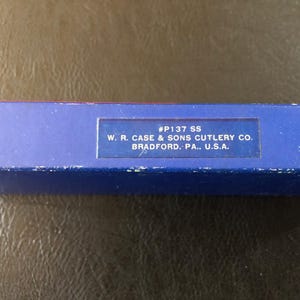 #P137 SS
W. R. CASE & SONS CUTLERY CO.
BRADFORD. PA.. U.S.A.